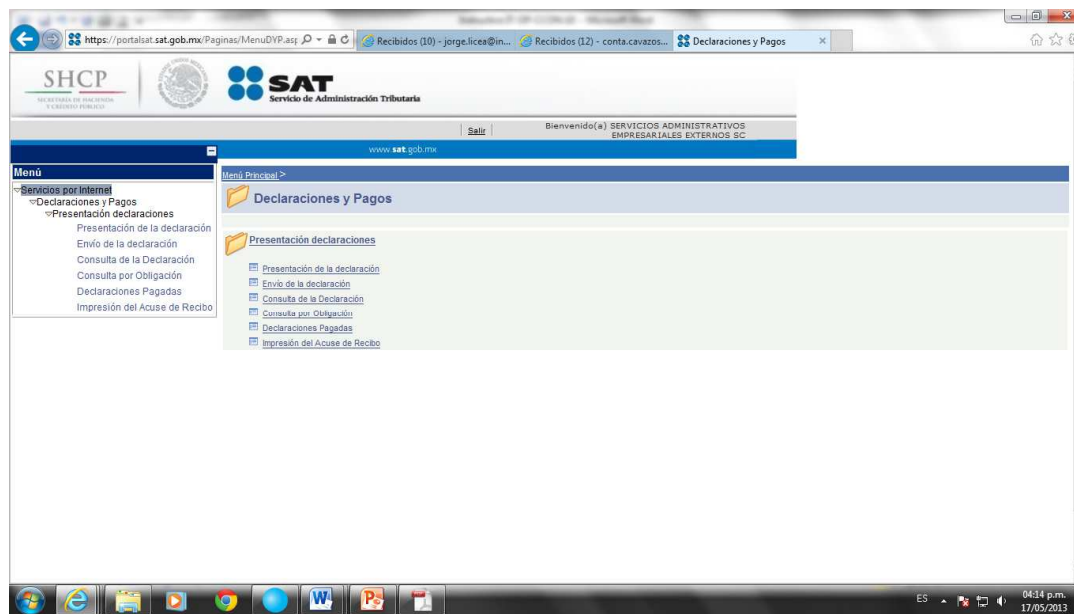 https://portalsat.sat.gob.mx/Paginas/MenuDYP.asp
Recibidos (10) - jorge.licea@in...
Recibidos (12) - conta.cavazos...
Declaraciones y Pagos
SHCP
SECRETARÍA DE HACIENDA
Y CRÉDITO PÚBLICO
SAT
Servicio de Administración Tributaria
Salir
Bienvenido(a) SERVICIOS ADMINISTRATIVOS
EMPRESARIALES EXTERNOS SC
www.sat.gob.mx
Menú
Servicios por Internet
Declaraciones y Pagos
Presentación declaraciones
Presentación de la declaración
Envío de la declaración
Consulta de la Declaración
Consulta por Obligación
Declaraciones Pagadas
Impresión del Acuse de Recibo
Menú Principal >
Declaraciones y Pagos
Presentación declaraciones
Presentación de la declaración
Envío de la declaración
Consulta de la Declaración
Consulta por Obligación
Declaraciones Pagadas
Impresión del Acuse de Recibo
ES
04:14 p.m.
17/05/2013